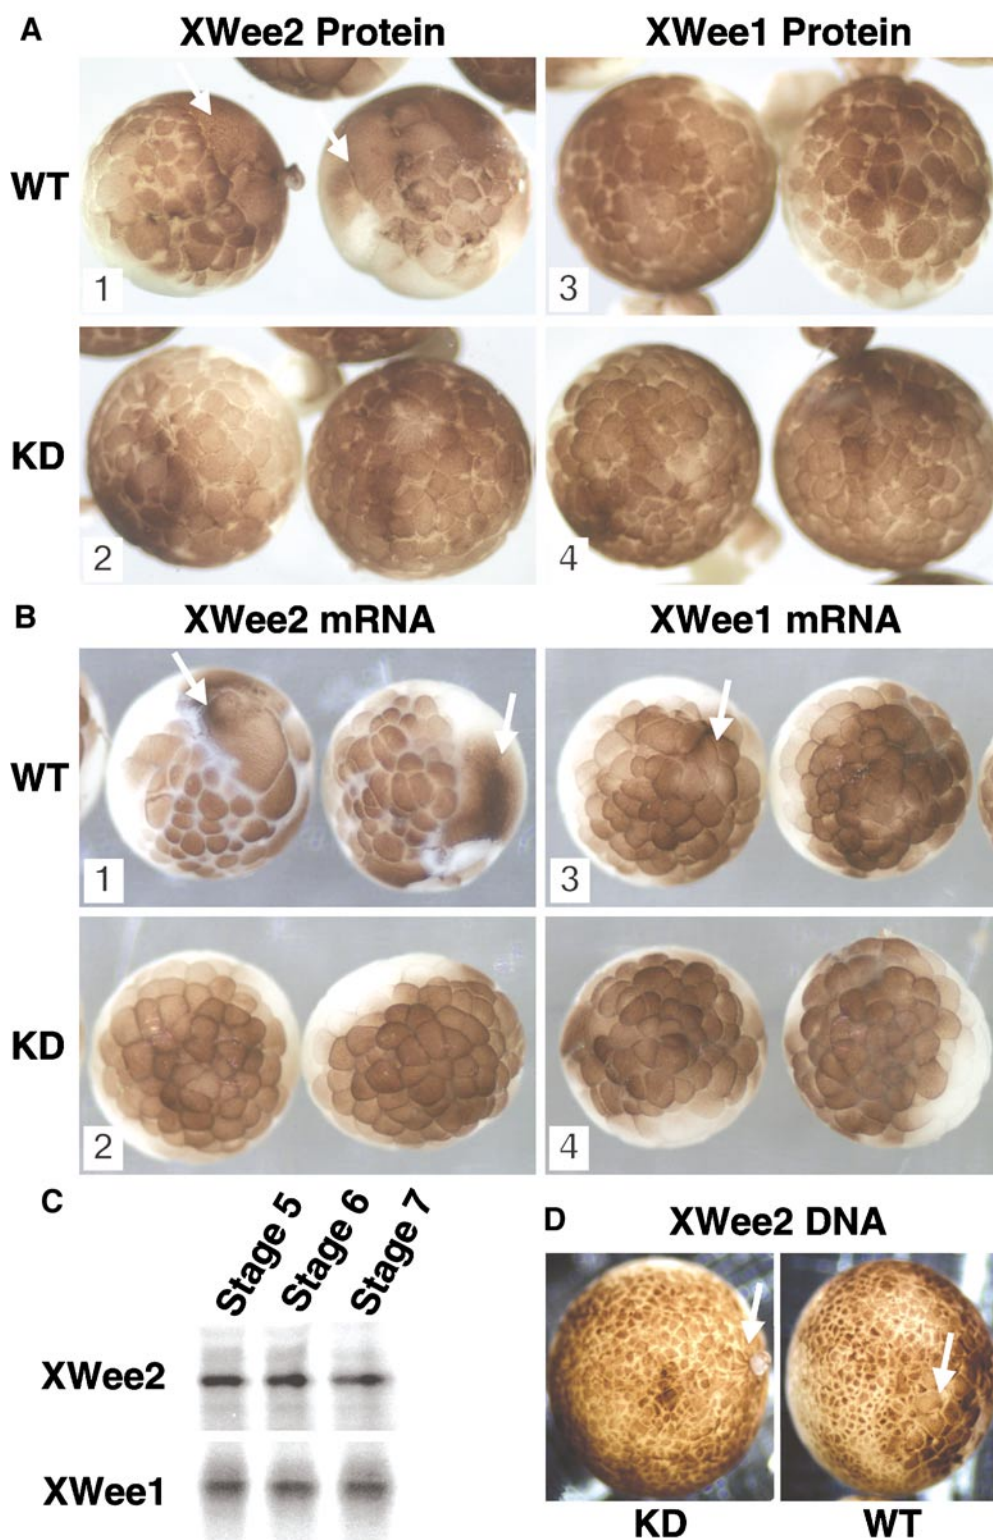 A
XWee2 Protein XWee1 Protein
WT
1 3
KD
2 4
B
XWee2 mRNA XWee1 mRNA
WT
1 3
KD
2 4
C
Stage 5
Stage 6
Stage 7
XWee2
XWee1
D
XWee2 DNA
KD WT